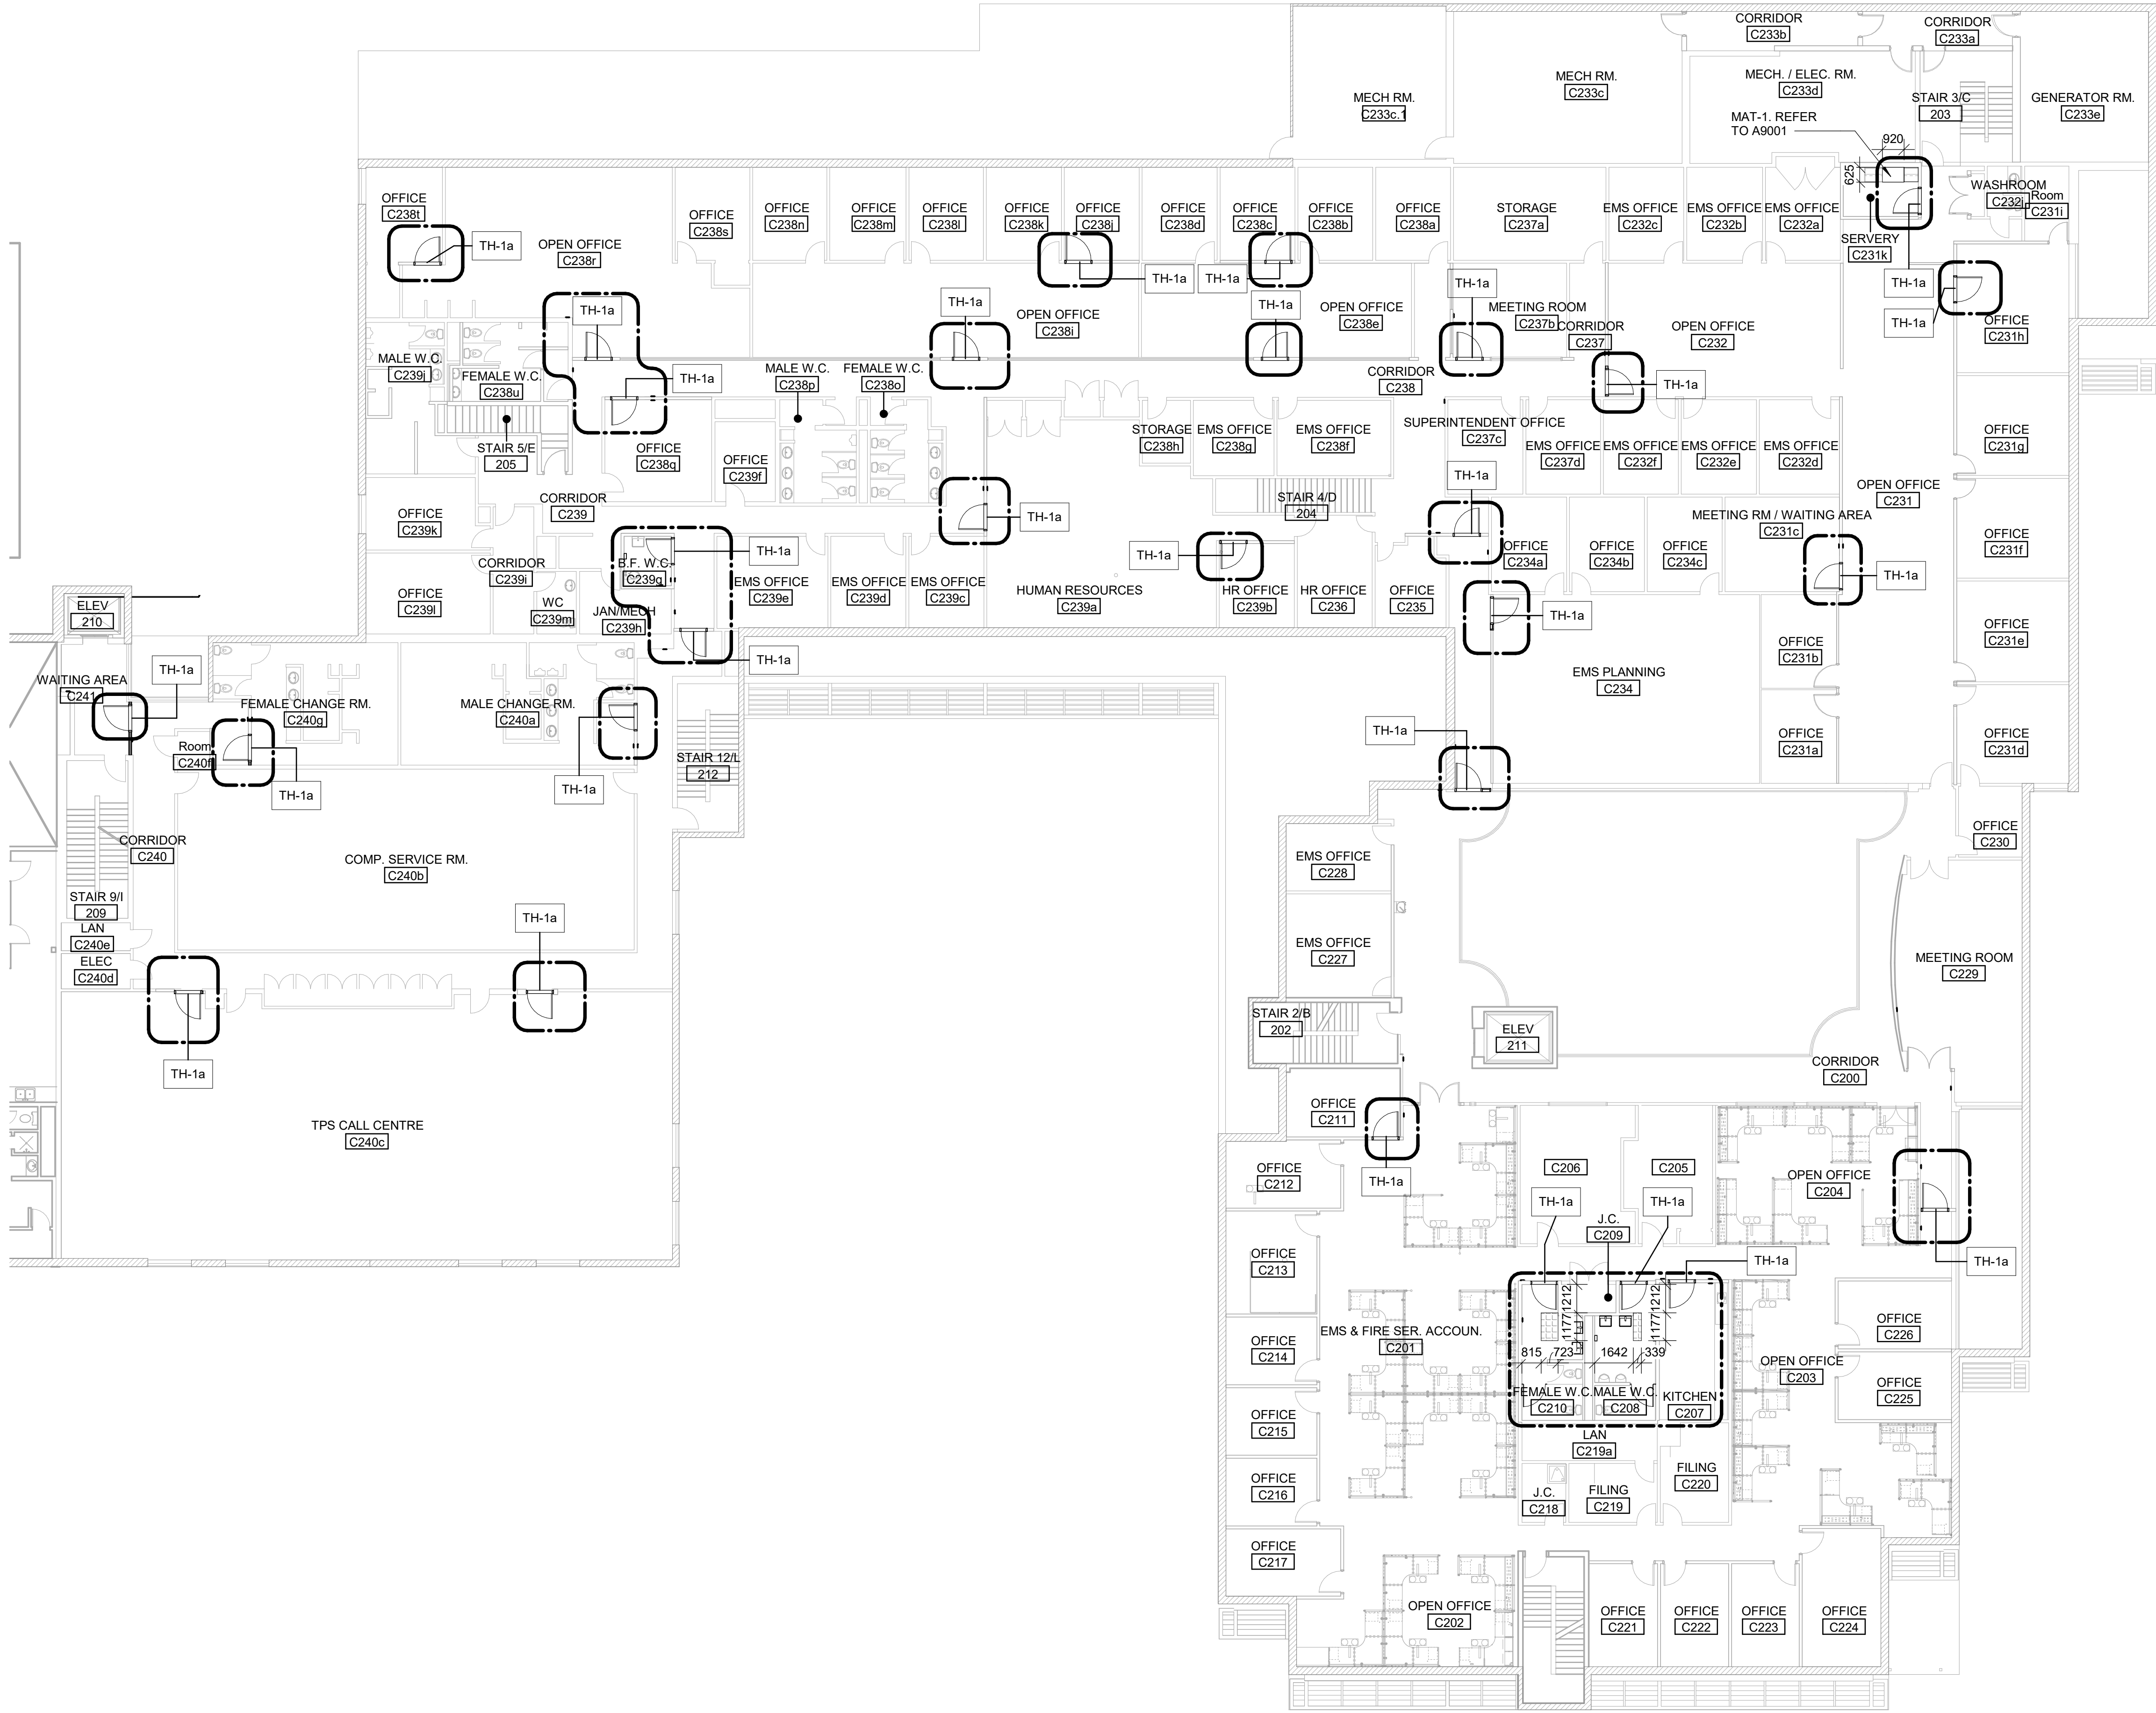 CORRIDOR
C233b
CORRIDOR
C233a
MECH RM.
C233c
MECH. / ELEC. RM.
C233d
MECH RM.
C233c.1
STAIR 3/C
203
GENERATOR RM.
C233e
MAT-1. REFER
TO A9001
920
625
OFFICE
C238t
OPEN OFFICE
C238r
OFFICE
C238s
OFFICE
C238n
OFFICE
C238m
OFFICE
C238l
OFFICE
C238k
OFFICE
C238j
OFFICE
C238d
OFFICE
C238c
OFFICE
C238b
OFFICE
C238a
STORAGE
C237a
EMS OFFICE
C232c
EMS OFFICE
C232b
EMS OFFICE
C232a
WASHROOM
C232j
Room
C231i
SERVERY
C231k
TH-1a
TH-1a
TH-1a
TH-1a
TH-1a
TH-1a
TH-1a
TH-1a
TH-1a
TH-1a
OPEN OFFICE
C238i
OPEN OFFICE
C238e
MEETING ROOM
C237b
CORRIDOR
C237
OPEN OFFICE
C232
OFFICE
C231h
MALE W.C.
C239j
FEMALE W.C.
C238u
TH-1a
MALE W.C.
C238p
FEMALE W.C.
C238o
CORRIDOR
C238
TH-1a
STAIR 5/E
205
OFFICE
C238q
OFFICE
C239f
STORAGE
C238h
EMS OFFICE
C238g
EMS OFFICE
C238f
SUPERINTENDENT OFFICE
C237c
EMS OFFICE
C237d
EMS OFFICE
C232f
EMS OFFICE
C232e
EMS OFFICE
C232d
OFFICE
C231g
TH-1a
CORRIDOR
C239
OFFICE
C239k
STAIR 4/D
204
OPEN OFFICE
C231
MEETING RM / WAITING AREA
C231c
TH-1a
TH-1a
TH-1a
OFFICE
C234a
OFFICE
C234b
OFFICE
C234c
OFFICE
C231f
CORRIDOR
C239i
B.F. W.C.
C239g
EMS OFFICE
C239e
EMS OFFICE
C239d
EMS OFFICE
C239c
TH-1a
HUMAN RESOURCES
C239a
HR OFFICE
C239b
HR OFFICE
C236
OFFICE
C235
TH-1a
OFFICE
C239l
WC
C239m
JAN/MECH
C239h
ELEV
210
OFFICE
C231e
OFFICE
C231b
TH-1a
TH-1a
WAITING AREA
C241
EMS PLANNING
C234
FEMALE CHANGE RM.
C240g
MALE CHANGE RM.
C240a
TH-1a
Room
C240f
STAIR 12/L
212
OFFICE
C231a
OFFICE
C231d
TH-1a
TH-1a
CORRIDOR
C240
COMP. SERVICE RM.
C240b
OFFICE
C230
EMS OFFICE
C228
STAIR 9/I
209
TH-1a
LAN
C240e
ELEC
C240d
EMS OFFICE
C227
MEETING ROOM
C229
STAIR 2/B
202
ELEV
211
TH-1a
CORRIDOR
C200
TPS CALL CENTRE
C240c
OFFICE
C211
OFFICE
C212
TH-1a
C206
C205
OPEN OFFICE
C204
TH-1a
TH-1a
J.C.
C209
OFFICE
C213
TH-1a
TH-1a
1212
1177
1212
1177
EMS & FIRE SER. ACCOUN.
C201
OFFICE
C214
OFFICE
C226
815
723
1642
339
OPEN OFFICE
C203
FEMALE W.C.
C210
MALE W.C.
C208
KITCHEN
C207
OFFICE
C225
OFFICE
C215
LAN
C219a
OFFICE
C216
J.C.
C218
FILING
C219
FILING
C220
OFFICE
C217
OPEN OFFICE
C202
OFFICE
C221
OFFICE
C222
OFFICE
C223
OFFICE
C224